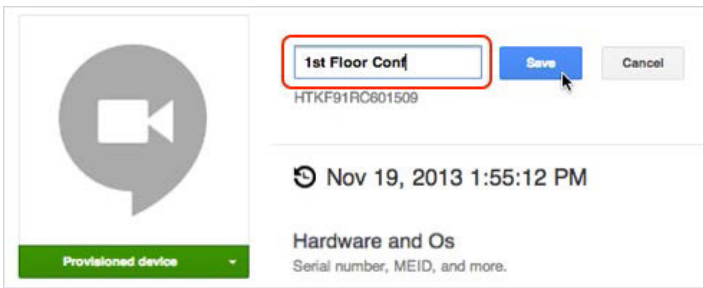 1st Floor Conf
Save
Cancel
HTKF91RC601509
Nov 19, 2013 1:55:12 PM
Hardware and Os
Provisioned device
Serial number, MEID, and more.